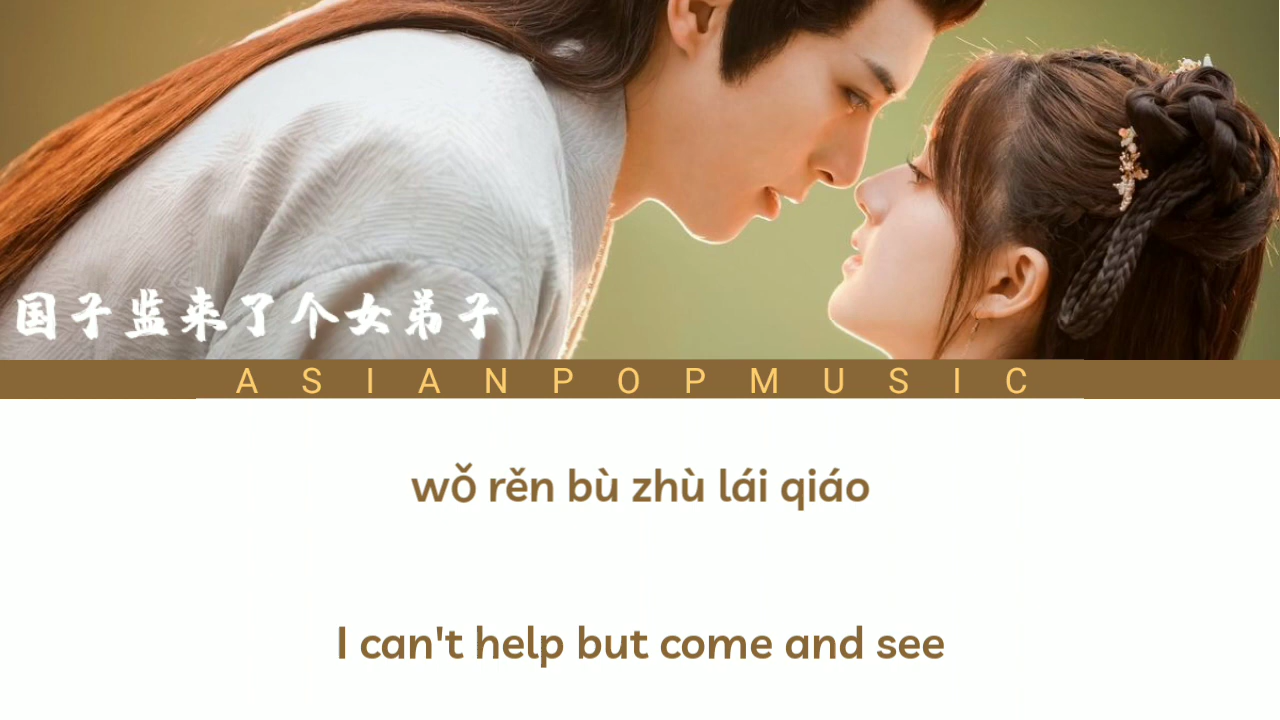 国子监来了个女弟子
ASIANPOPMUSIC
wǒ rěn bù zhù lái qiáo
I can't help but come and see